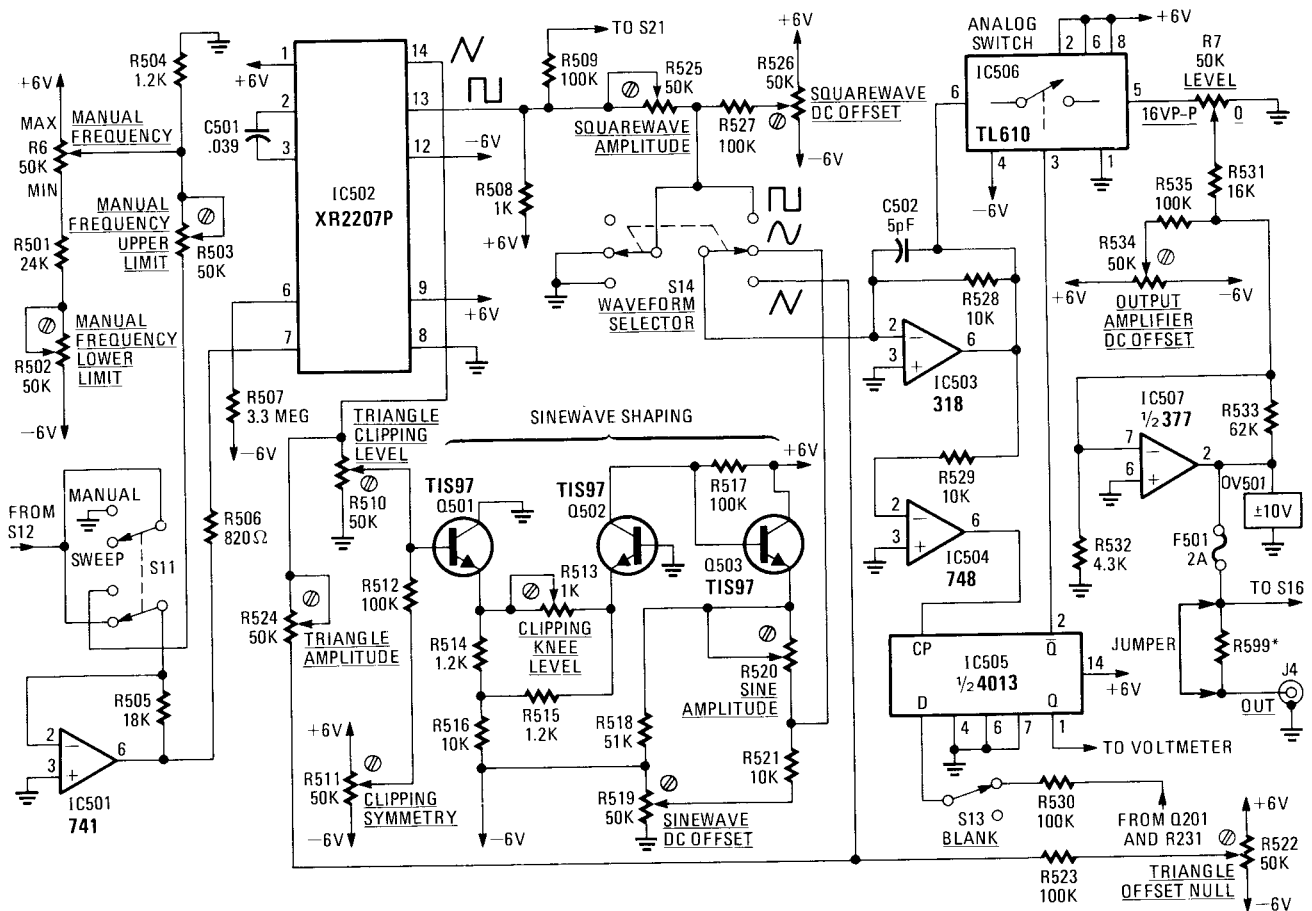 +6V
MAX
MANUAL
FREQUENCY
R6
50K
MIN
R501
24K
MANUAL
FREQUENCY
LOWER
LIMIT
R502
50K
−6V
R504
1.2K
MANUAL
FREQUENCY
UPPER
LIMIT
R503
50K
+6V
C501
.039
1
2
3
6
7
14
13
12
9
8
IC502
XR2207P
−6V
+6V
R507
3.3 MEG
−6V
R506
820Ω
FROM
S12
MANUAL
SWEEP
S11
R505
18K
2
3
6
−
+
IC501
741
TO S21
R509
100K
R508
1K
+6V
R525
50K
SQUAREWAVE
AMPLITUDE
R527
100K
+6V
R526
50K
SQUAREWAVE
DC OFFSET
−6V
S14
WAVEFORM
SELECTOR
TRIANGLE
CLIPPING
LEVEL
R510
50K
SINEWAVE SHAPING
TIS97
Q501
TIS97
Q502
R517
100K
+6V
Q503
TIS97
R512
100K
R513
1K
CLIPPING
KNEE
LEVEL
R514
1.2K
R515
1.2K
R516
10K
R518
51K
R520
SINE
AMPLITUDE
R521
10K
R519
50K
SINEWAVE
DC OFFSET
−6V
R524
50K
TRIANGLE
AMPLITUDE
+6V
R511
50K
CLIPPING
SYMMETRY
−6V
ANALOG
SWITCH
2
6
8
+6V
IC506
TL610
6
5
4
3
1
−6V
16VP-P
0
R7
50K
LEVEL
R531
16K
R535
100K
R534
50K
+6V
−6V
OUTPUT
AMPLIFIER
DC OFFSET
C502
5pF
R528
10K
2
3
6
−
+
IC503
318
R529
10K
2
3
6
−
+
IC504
748
IC507
½ 377
7
6
2
−
+
R533
62K
OV501
±10V
R532
4.3K
F501
2A
TO S16
JUMPER
R599*
J4
OUT
CP
IC505
½ 4013
Q̄
2
14
+6V
D
4
6
7
Q
1
TO VOLTMETER
S13
BLANK
R530
100K
FROM Q201
AND R231
R523
100K
+6V
R522
50K
TRIANGLE
OFFSET NULL
−6V